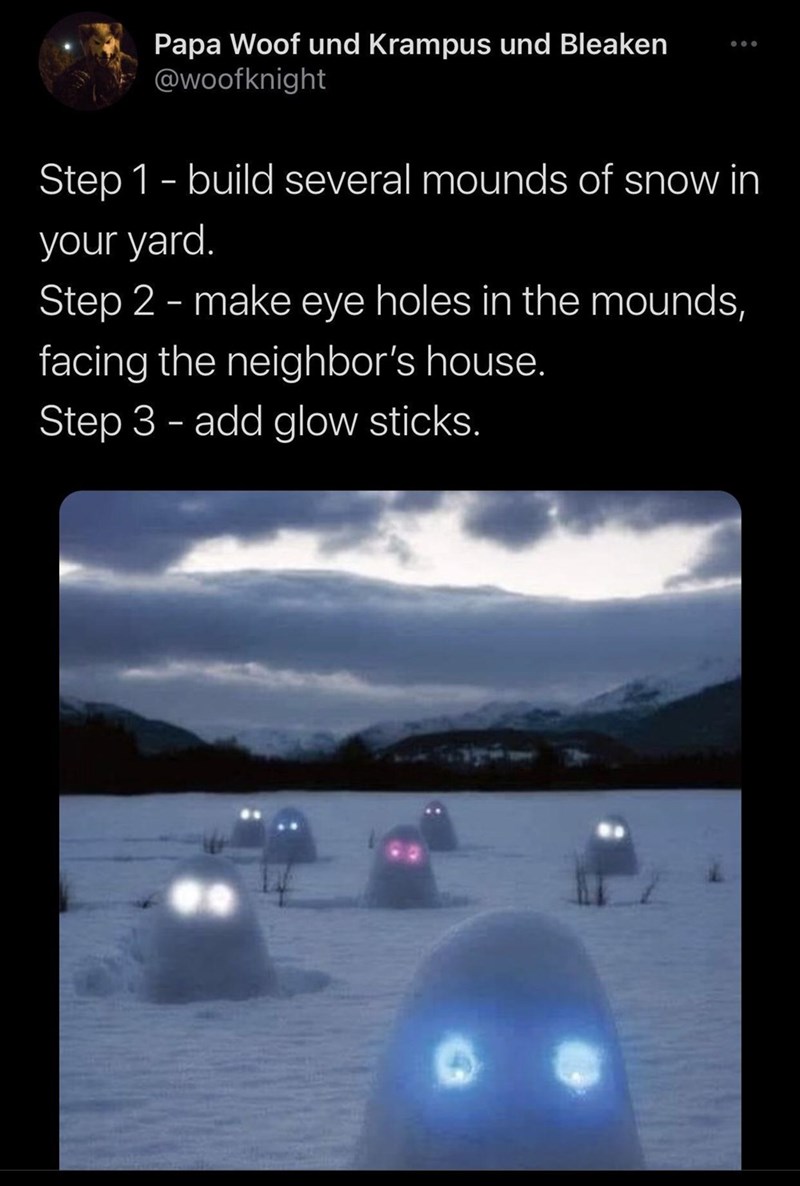 Papa Woof und Krampus und Bleaken
@woofknight
Step 1 - build several mounds of snow in
your yard.
Step 2 - make eye holes in the mounds,
facing the neighbor's house.
Step 3 - add glow sticks.